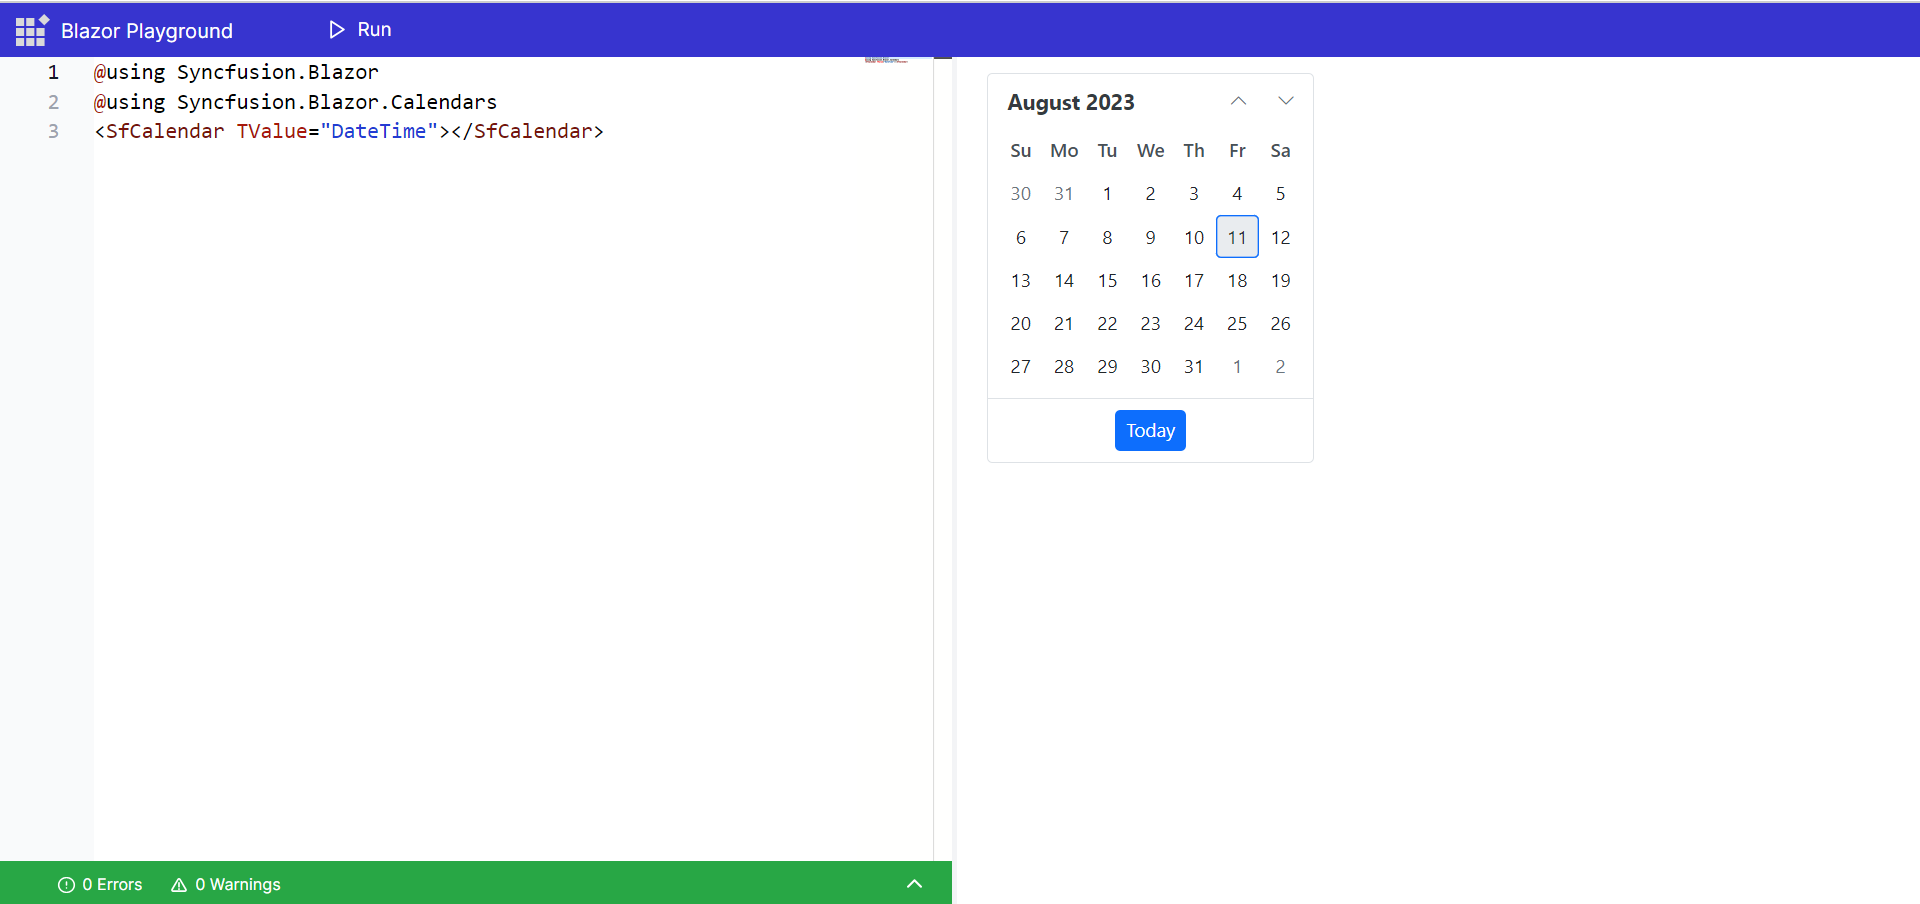 Blazor Playground Run
1 @using Syncfusion.Blazor
2 @using Syncfusion.Blazor.Calendars
3 <SfCalendar TValue="DateTime"></SfCalendar>
August 2023
Su Mo Tu We Th Fr Sa
30 31 1 2 3 4 5
6 7 8 9 10 11 12
13 14 15 16 17 18 19
20 21 22 23 24 25 26
27 28 29 30 31 1 2
Today
0 Errors 0 Warnings